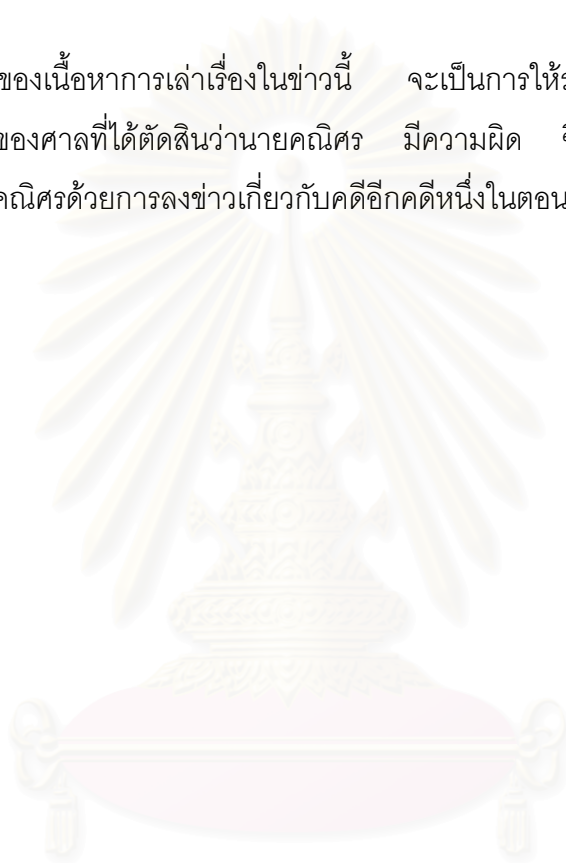 ของเนื้อหาการเล่าเรื่องในข่าวนี้ จะเป็นการให้
ของศาลที่ได้ตัดสินว่านายคณิศร มีความผิด
คณิศรด้วยการลงข่าวเกี่ยวกับคดีอีกคดีหนึ่งในตอน